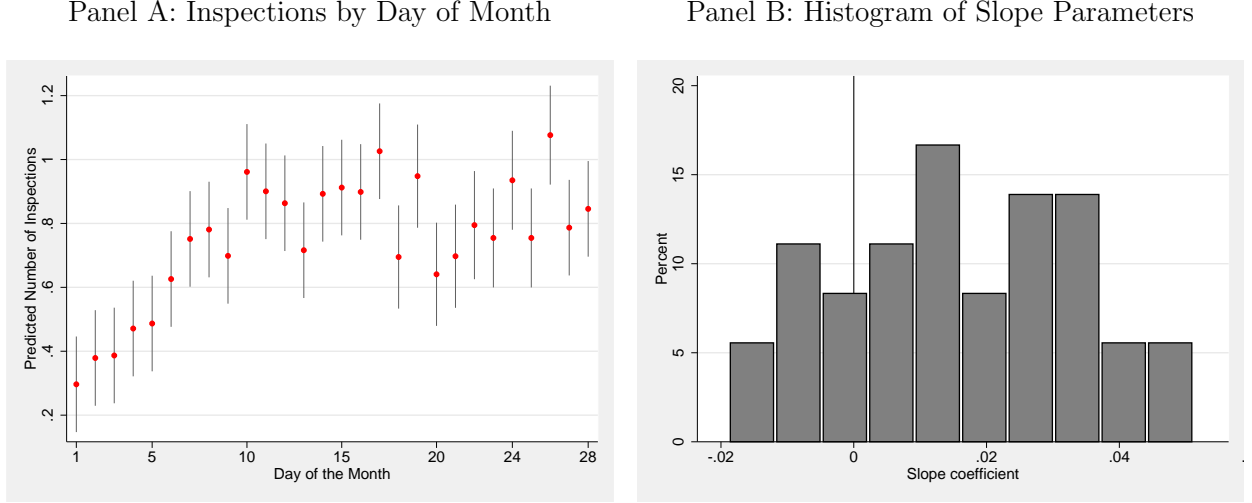 Panel A: Inspections by Day of Month
Panel B: Histogram of Slope Parameters
Predicted Number of Inspections
1.2
1
.8
.6
.4
.2
1 5 10 15 20 24 28
Day of the Month
Percent
20
15
10
5
0
-.02 0 .02 .04 .
Slope coefficient